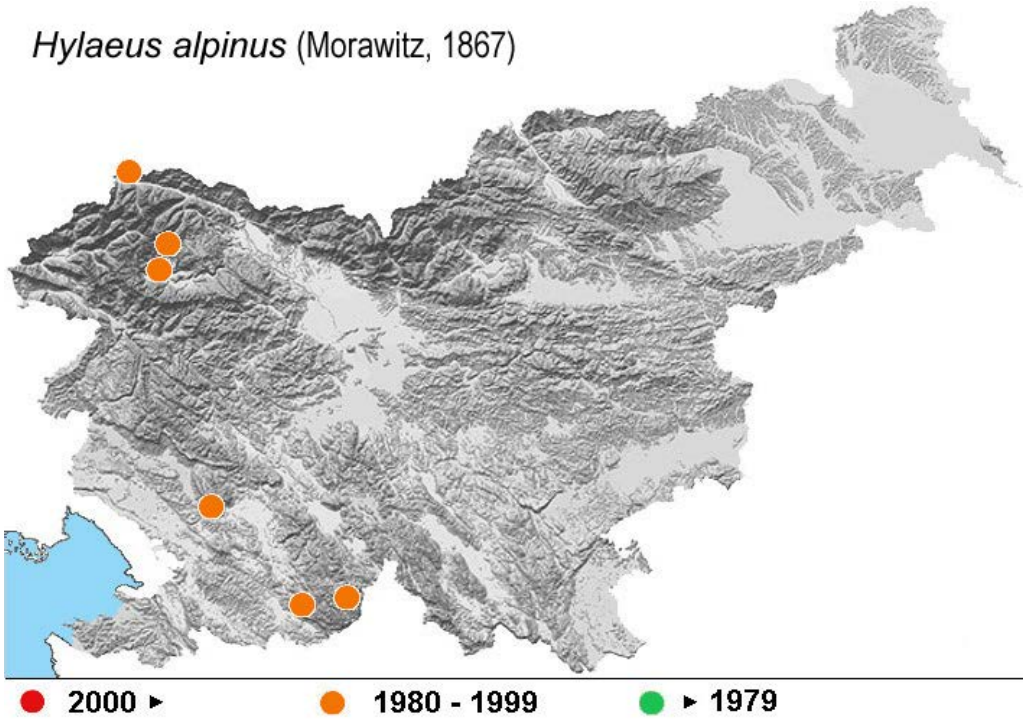 Hylaeus alpinus (Morawitz, 1867)
2000 ► 1980 - 1999 ► 1979